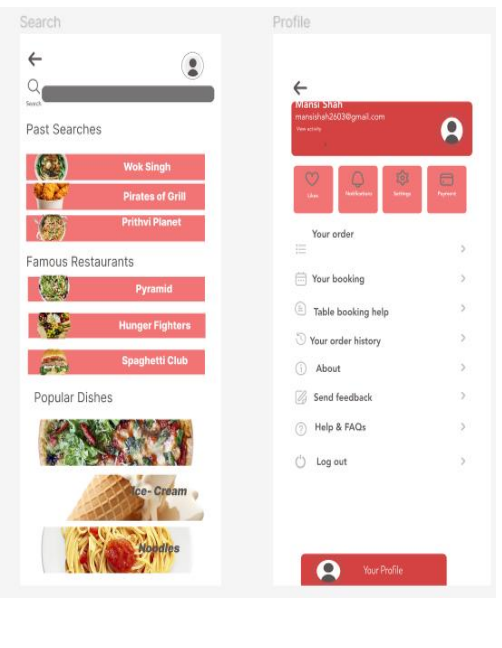 Search
Search
Past Searches
Wok Singh
Pirates of Grill
Prithvi Planet
Famous Restaurants
Pyramid
Hunger Fighters
Spaghetti Club
Popular Dishes
Ice-Cream
Noodles
Profile
Mansi Shah
mansishah2603@gmail.com
View activity
Likes
Notifications
Settings
Payment
Your order
Your booking
Table booking help
Your order history
About
Send feedback
Help & FAQs
Log out
Your Profile